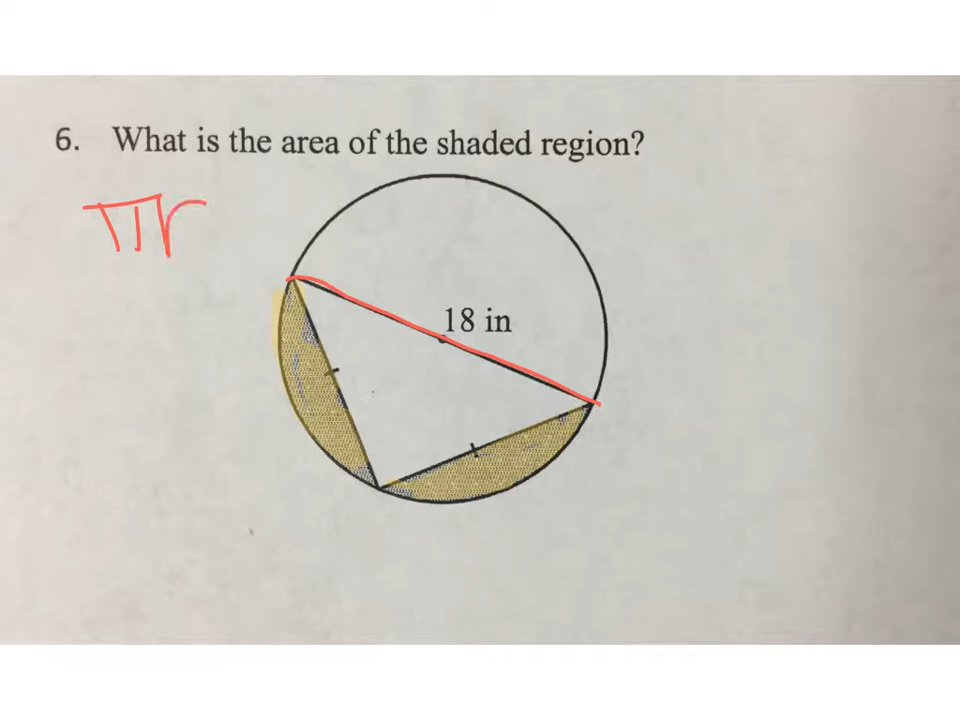 6. What is the area of the shaded region?
πr
18 in